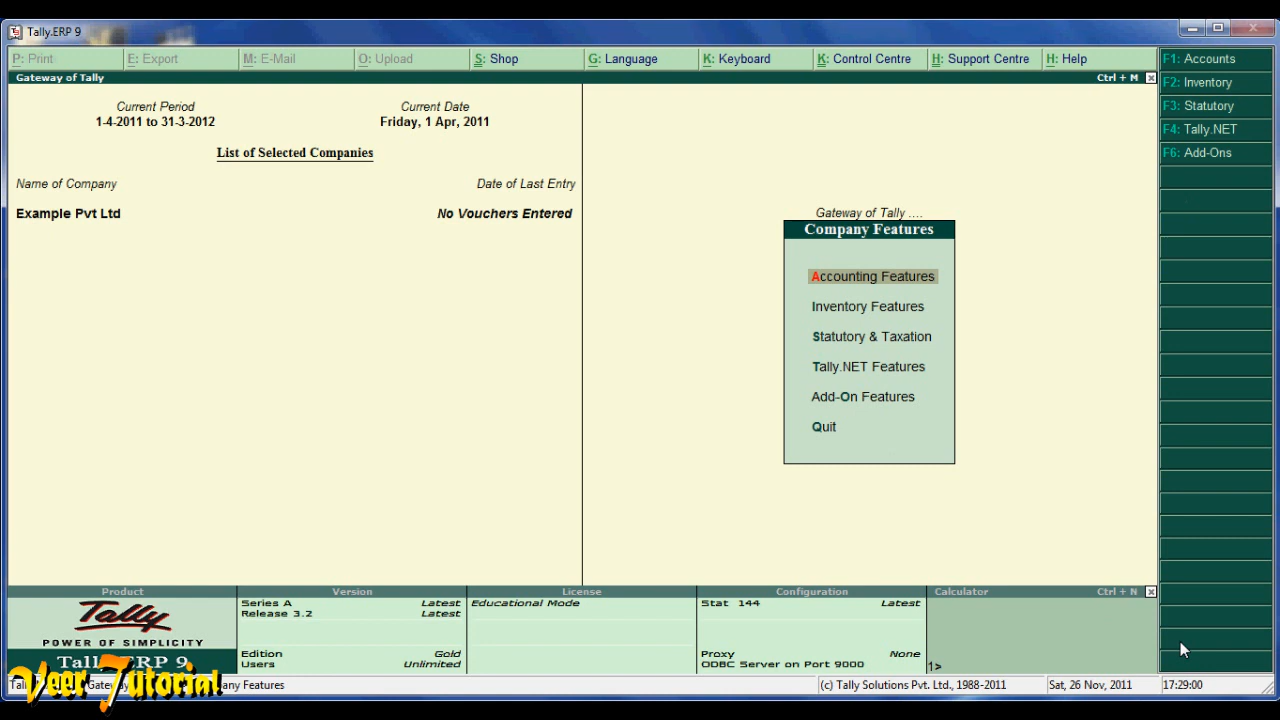 Tally.ERP 9
P: Print
E: Export
M: E-Mail
O: Upload
S: Shop
G: Language
K: Keyboard
K: Control Centre
H: Support Centre
H: Help
Gateway of Tally
Ctrl + M
Current Period
1-4-2011 to 31-3-2012
Current Date
Friday, 1 Apr, 2011
List of Selected Companies
Name of Company
Date of Last Entry
Example Pvt Ltd
No Vouchers Entered
Gateway of Tally ....
Company Features
Accounting Features
Inventory Features
Statutory & Taxation
Tally.NET Features
Add-On Features
Quit
F1: Accounts
F2: Inventory
F3: Statutory
F4: Tally.NET
F6: Add-Ons
Product
Tally
POWER OF SIMPLICITY
Tally.ERP 9
Version
Series A Latest
Release 3.2 Latest
Edition Gold
Users Unlimited
License
Educational Mode
Configuration
Stat 144 Latest
Proxy None
ODBC Server on Port 9000
Calculator
Ctrl + N
1>
Veer Tutorial
(c) Tally Solutions Pvt. Ltd., 1988-2011
Sat, 26 Nov, 2011
17:29:00